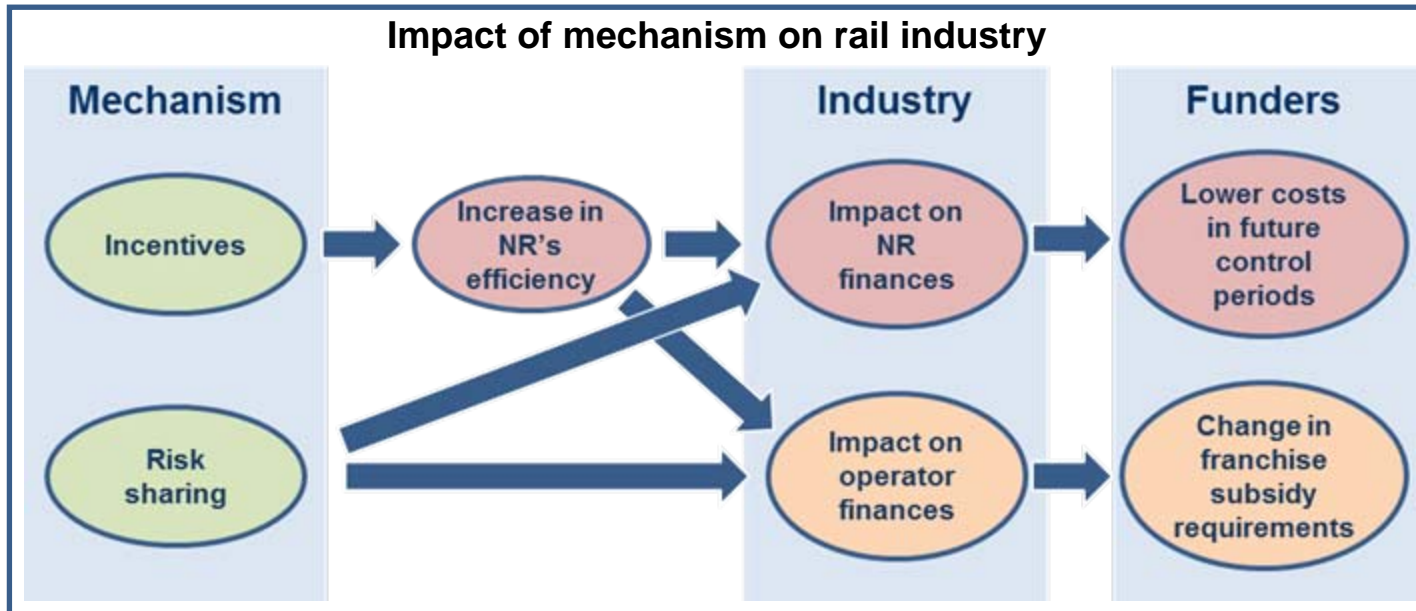 Impact of mechanism on rail industry
Mechanism
Industry
Funders
Incentives
Increase in
NR's
efficiency
Impact on
NR
finances
Lower costs
in future
control
periods
Risk
sharing
Impact on
operator
finances
Change in
franchise
subsidy
requirements